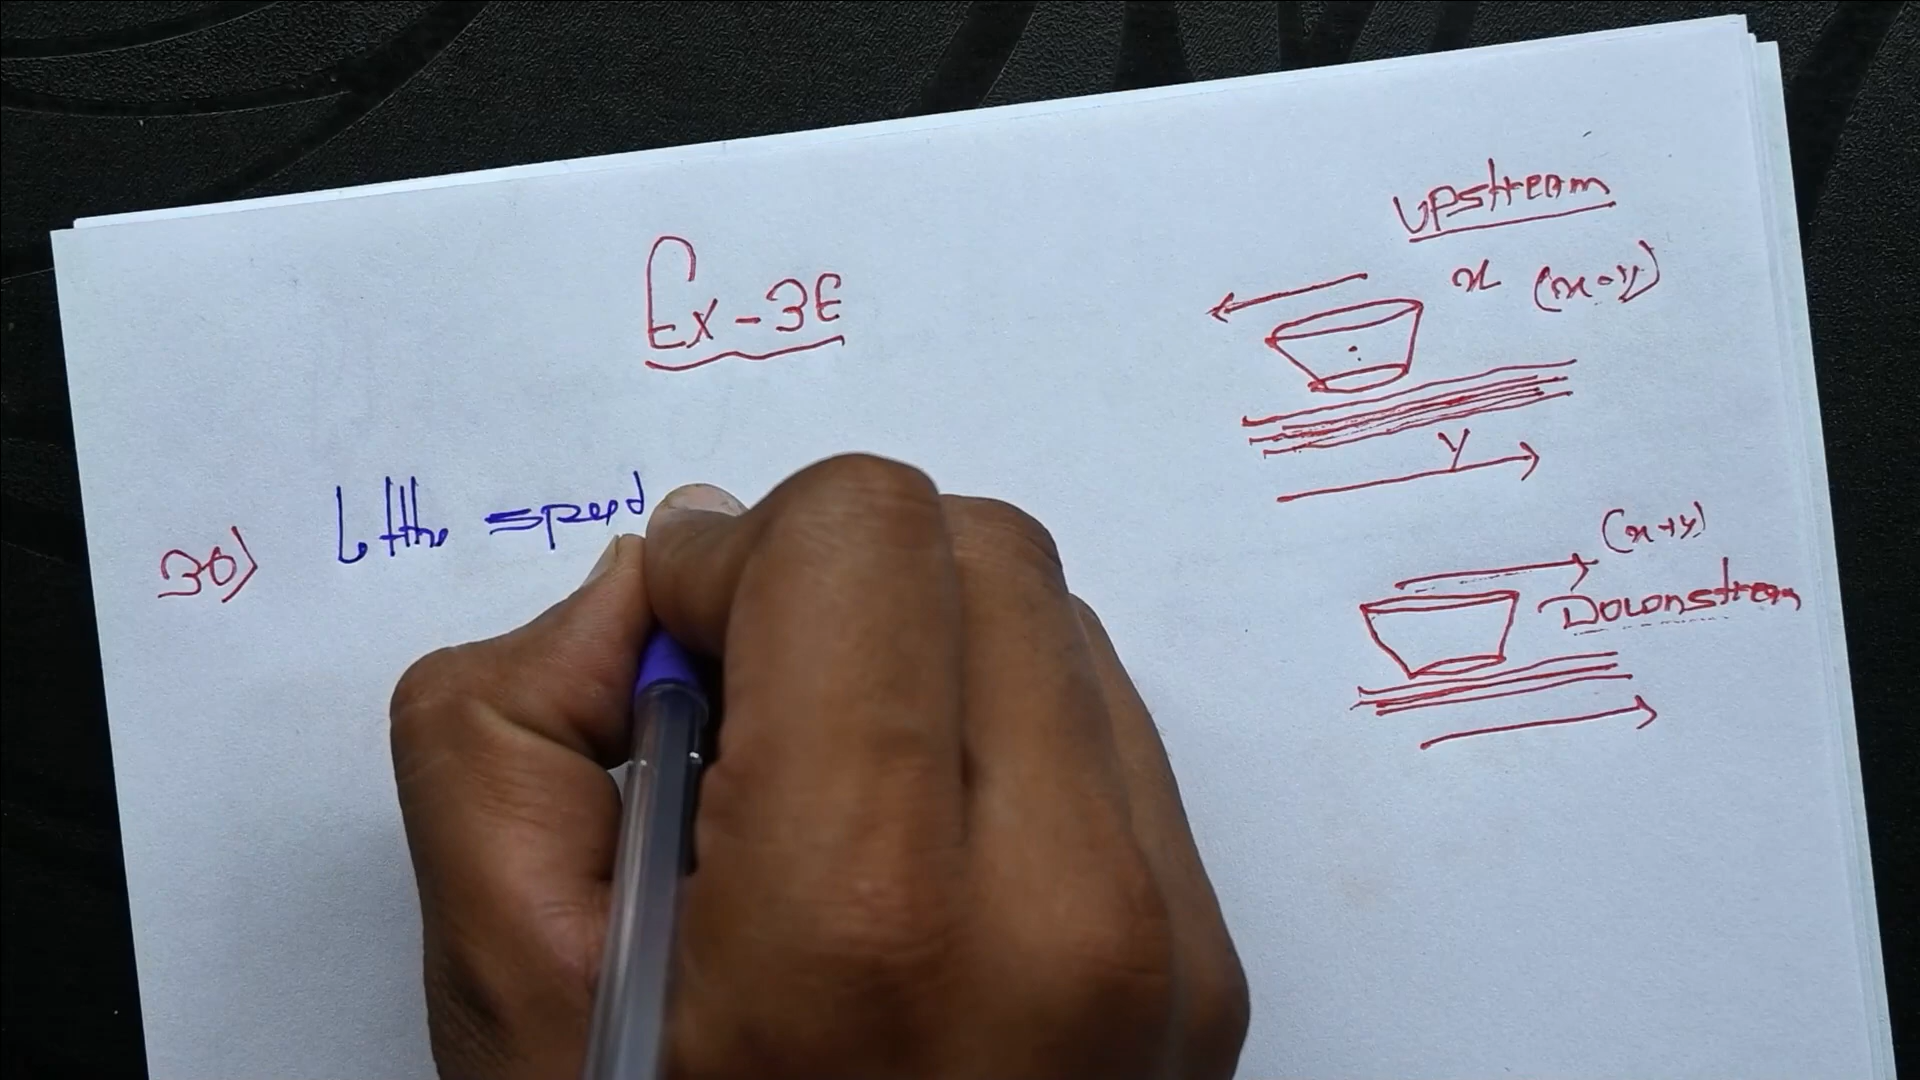 Ex-3E
30) Let the speed
Upstream
x (x-y)
y
(x+y)
Downstream